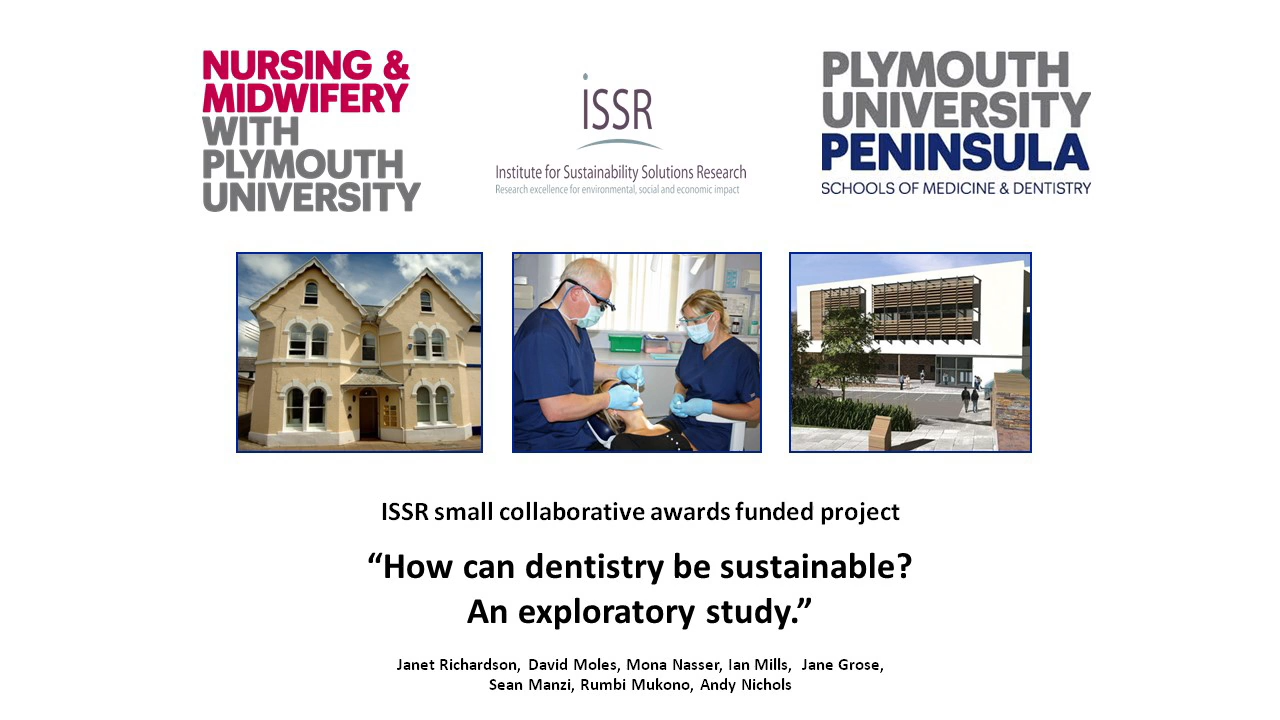 NURSING &
MIDWIFERY
WITH
PLYMOUTH
UNIVERSITY
ISSR
Institute for Sustainability Solutions Research
Research excellence for environmental, social and economic impact
PLYMOUTH
UNIVERSITY
PENINSULA
SCHOOLS OF MEDICINE & DENTISTRY
ISSR small collaborative awards funded project
“How can dentistry be sustainable?
An exploratory study.”
Janet Richardson, David Moles, Mona Nasser, Ian Mills, Jane Grose,
Sean Manzi, Rumbi Mukono, Andy Nichols